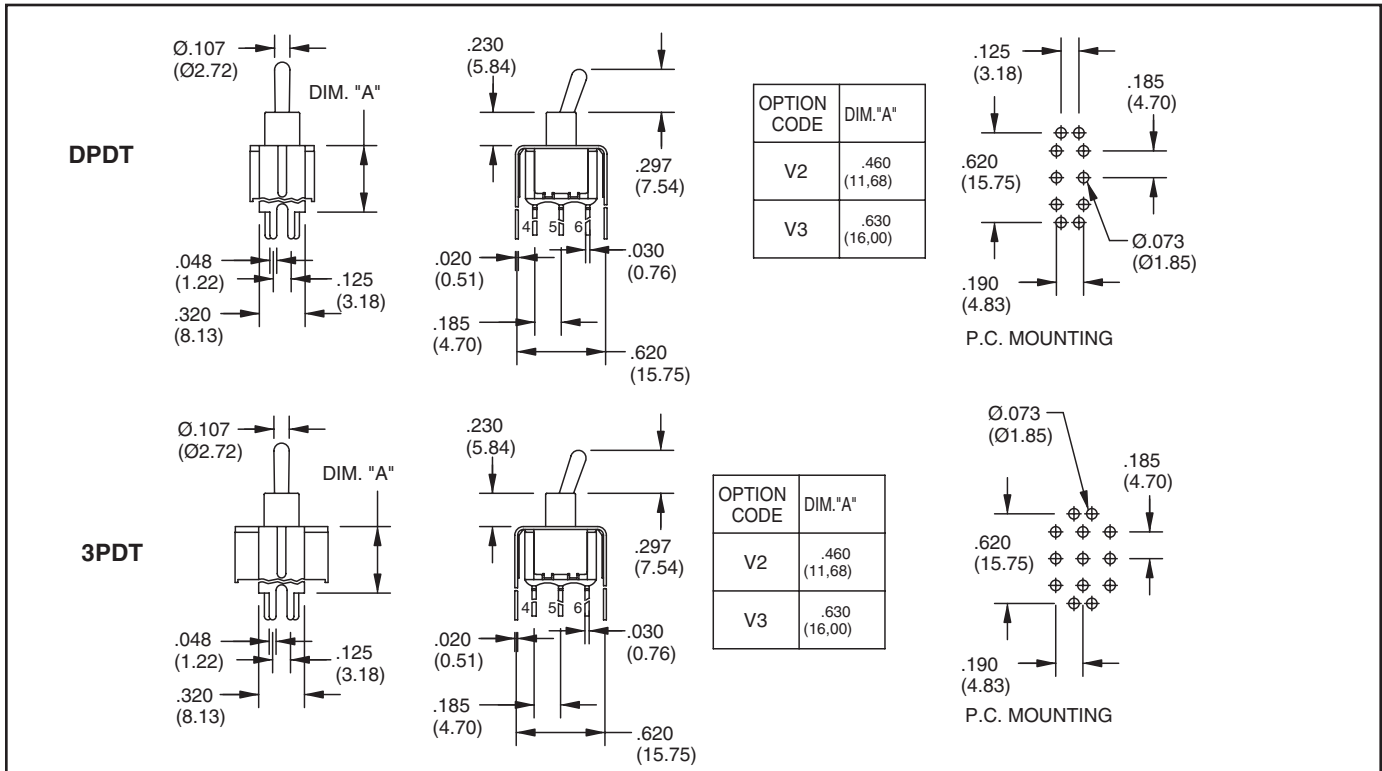 DPDT
Ø.107
(Ø2.72)
DIM. "A"
.048
(1.22)
.125
(3.18)
.320
(8.13)
.230
(5.84)
.297
(7.54)
4 5 6
.020
(0.51)
.030
(0.76)
.185
(4.70)
.620
(15.75)
OPTION CODE DIM."A"
V2 .460 (11,68)
V3 .630 (16,00)
.125
(3.18)
.185
(4.70)
.620
(15.75)
Ø.073
(Ø1.85)
.190
(4.83)
P.C. MOUNTING
3PDT
Ø.107
(Ø2.72)
DIM. "A"
.048
(1.22)
.125
(3.18)
.320
(8.13)
.230
(5.84)
.297
(7.54)
4 5 6
.020
(0.51)
.030
(0.76)
.185
(4.70)
.620
(15.75)
OPTION CODE DIM."A"
V2 .460 (11,68)
V3 .630 (16,00)
Ø.073
(Ø1.85)
.185
(4.70)
.620
(15.75)
.190
(4.83)
P.C. MOUNTING